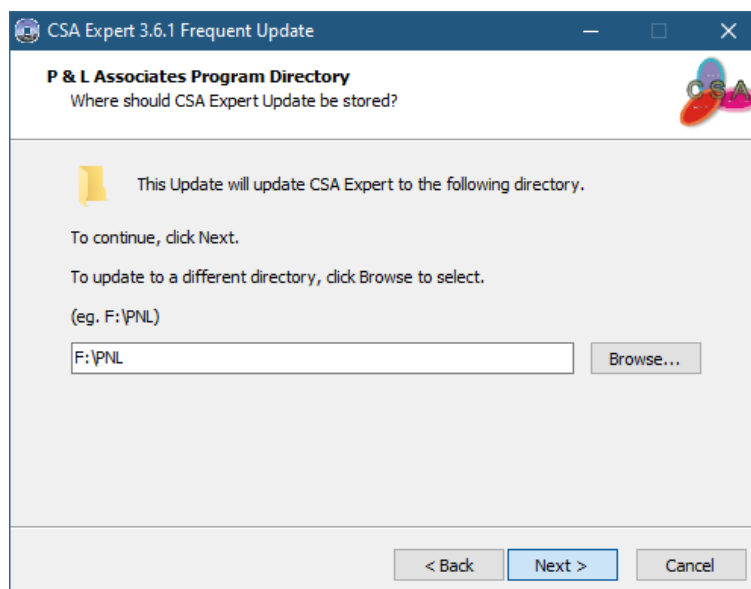 CSA Expert 3.6.1 Frequent Update
P & L Associates Program Directory
Where should CSA Expert Update be stored?
CSA
This Update will update CSA Expert to the following directory.
To continue, click Next.
To update to a different directory, click Browse to select.
(eg. F:\PNL)
F:\PNL
Browse...
< Back
Next >
Cancel